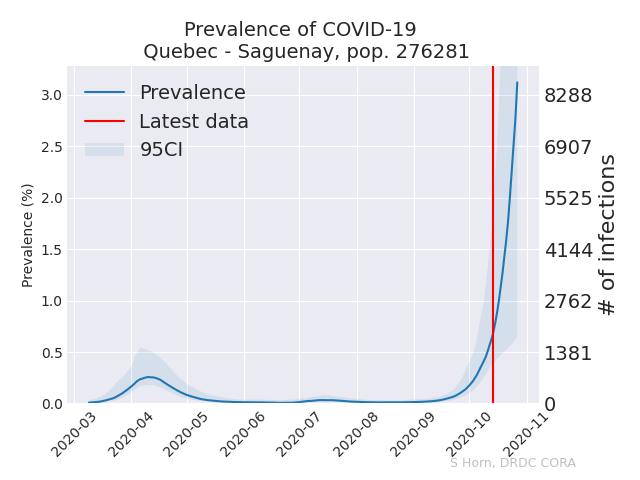 Prevalence of COVID-19
Quebec - Saguenay, pop. 276281
Prevalence
Latest data
95CI
Prevalence (%)
3.0
2.5
2.0
1.5
1.0
0.5
0.0
8288
6907
5525
4144
2762
1381
0
# of infections
2020-03
2020-04
2020-05
2020-06
2020-07
2020-08
2020-09
2020-10
2020-11
S Horn, DRDC CORA